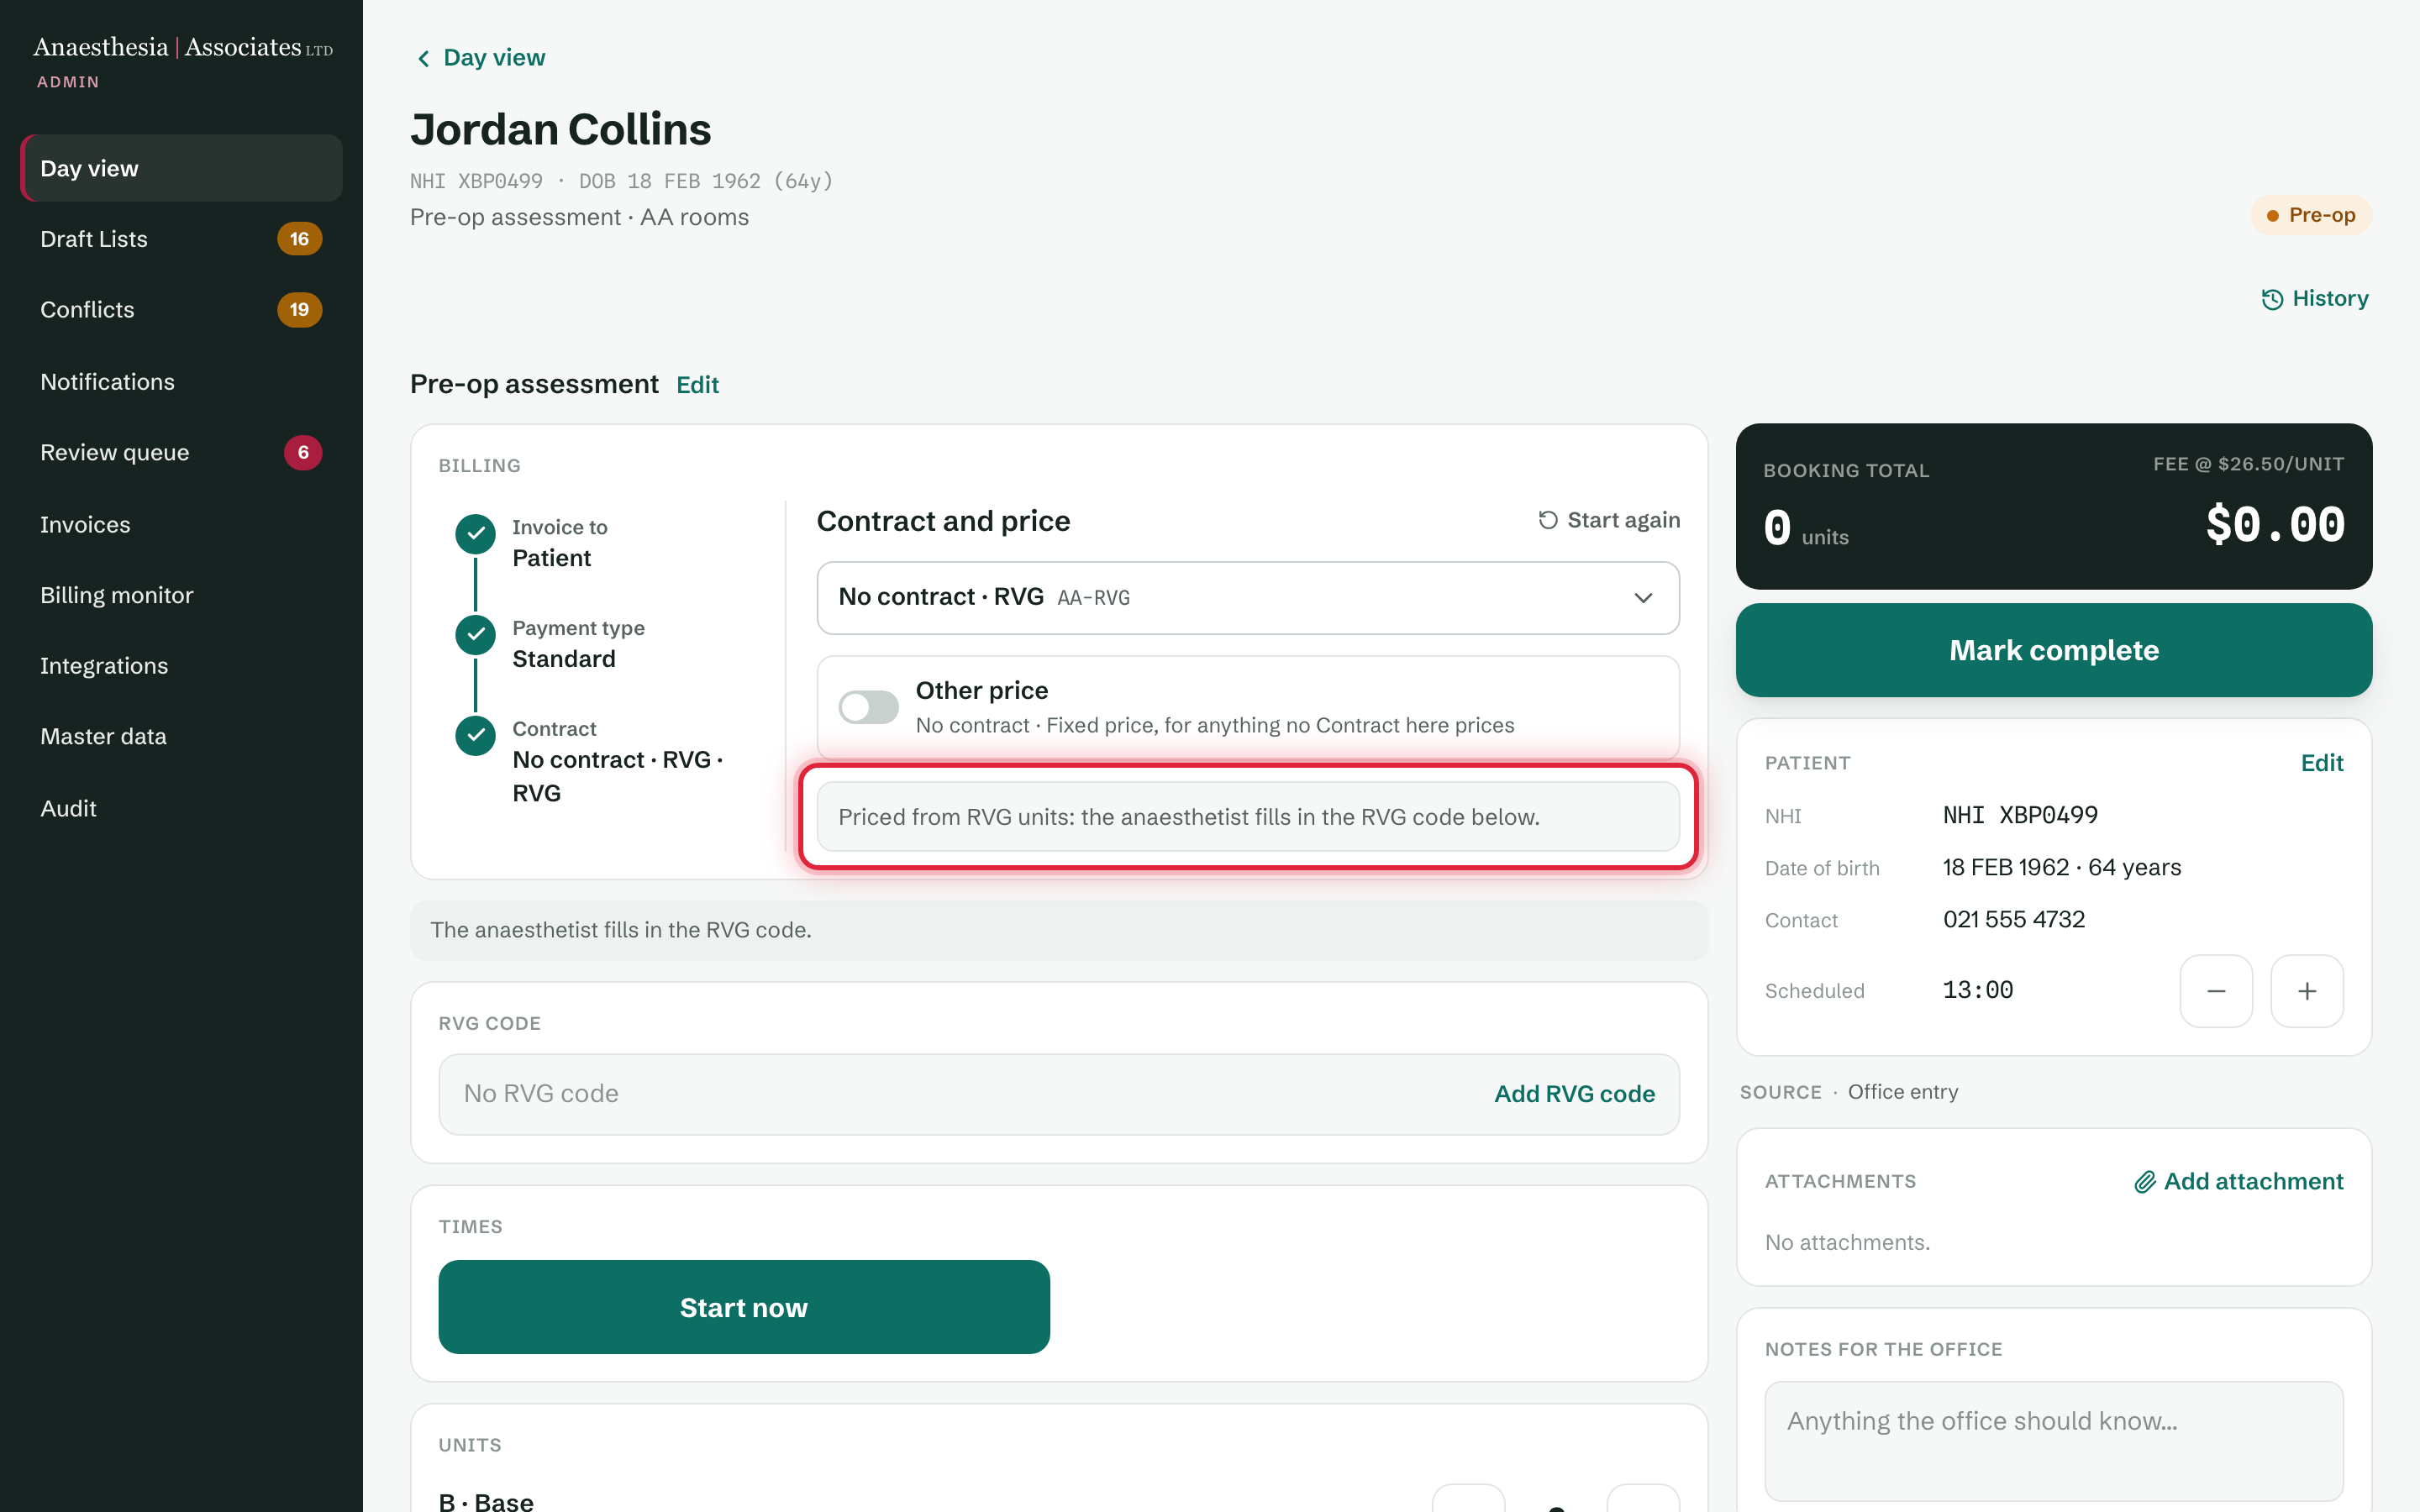 Anaesthesia | Associates LTD
ADMIN
Day view
Draft Lists 16
Conflicts 19
Notifications
Review queue 6
Invoices
Billing monitor
Integrations
Master data
Audit
Day view
Jordan Collins
NHI XBP0499 · DOB 18 FEB 1962 (64y)
Pre-op assessment · AA rooms
Pre-op
History
Pre-op assessment Edit
BILLING
Invoice to
Patient
Payment type
Standard
Contract
No contract · RVG ·
RVG
Contract and price
Start again
No contract · RVG AA-RVG
Other price
No contract · Fixed price, for anything no Contract here prices
Priced from RVG units: the anaesthetist fills in the RVG code below.
The anaesthetist fills in the RVG code.
RVG CODE
No RVG code
Add RVG code
TIMES
Start now
UNITS
B · Base
BOOKING TOTAL
FEE @ $26.50/UNIT
0 units
$0.00
Mark complete
PATIENT
Edit
NHI NHI XBP0499
Date of birth 18 FEB 1962 · 64 years
Contact 021 555 4732
Scheduled 13:00 − +
SOURCE · Office entry
ATTACHMENTS
Add attachment
No attachments.
NOTES FOR THE OFFICE
Anything the office should know...